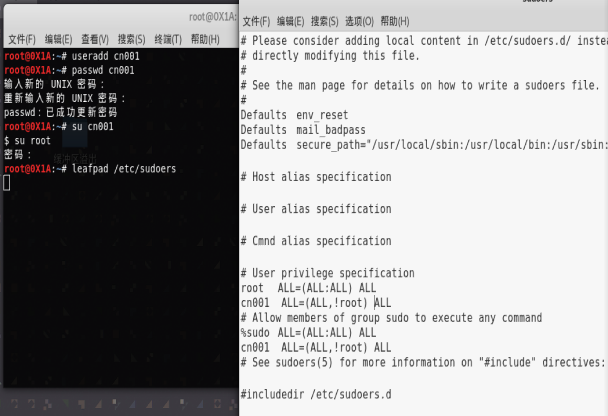 root@0X1A:
文件(F) 编辑(E) 查看(V) 搜索(S) 终端(T) 帮助(H)
root@0X1A:~# useradd cn001
root@0X1A:~# passwd cn001
输入新的 UNIX 密码：
重新输入新的 UNIX 密码：
passwd：已成功更新密码
root@0X1A:~# su cn001
$ su root
密码：
root@0X1A:~# leafpad /etc/sudoers
sudoers
文件(F) 编辑(E) 搜索(S) 选项(O) 帮助(H)
# Please consider adding local content in /etc/sudoers.d/ instea
# directly modifying this file.
#
# See the man page for details on how to write a sudoers file.
#
Defaults env_reset
Defaults mail_badpass
Defaults secure_path="/usr/local/sbin:/usr/local/bin:/usr/sbin:
# Host alias specification
# User alias specification
# Cmnd alias specification
# User privilege specification
root ALL=(ALL:ALL) ALL
cn001 ALL=(ALL,!root) ALL
# Allow members of group sudo to execute any command
%sudo ALL=(ALL:ALL) ALL
cn001 ALL=(ALL,!root) ALL
# See sudoers(5) for more information on "#include" directives:
#includedir /etc/sudoers.d